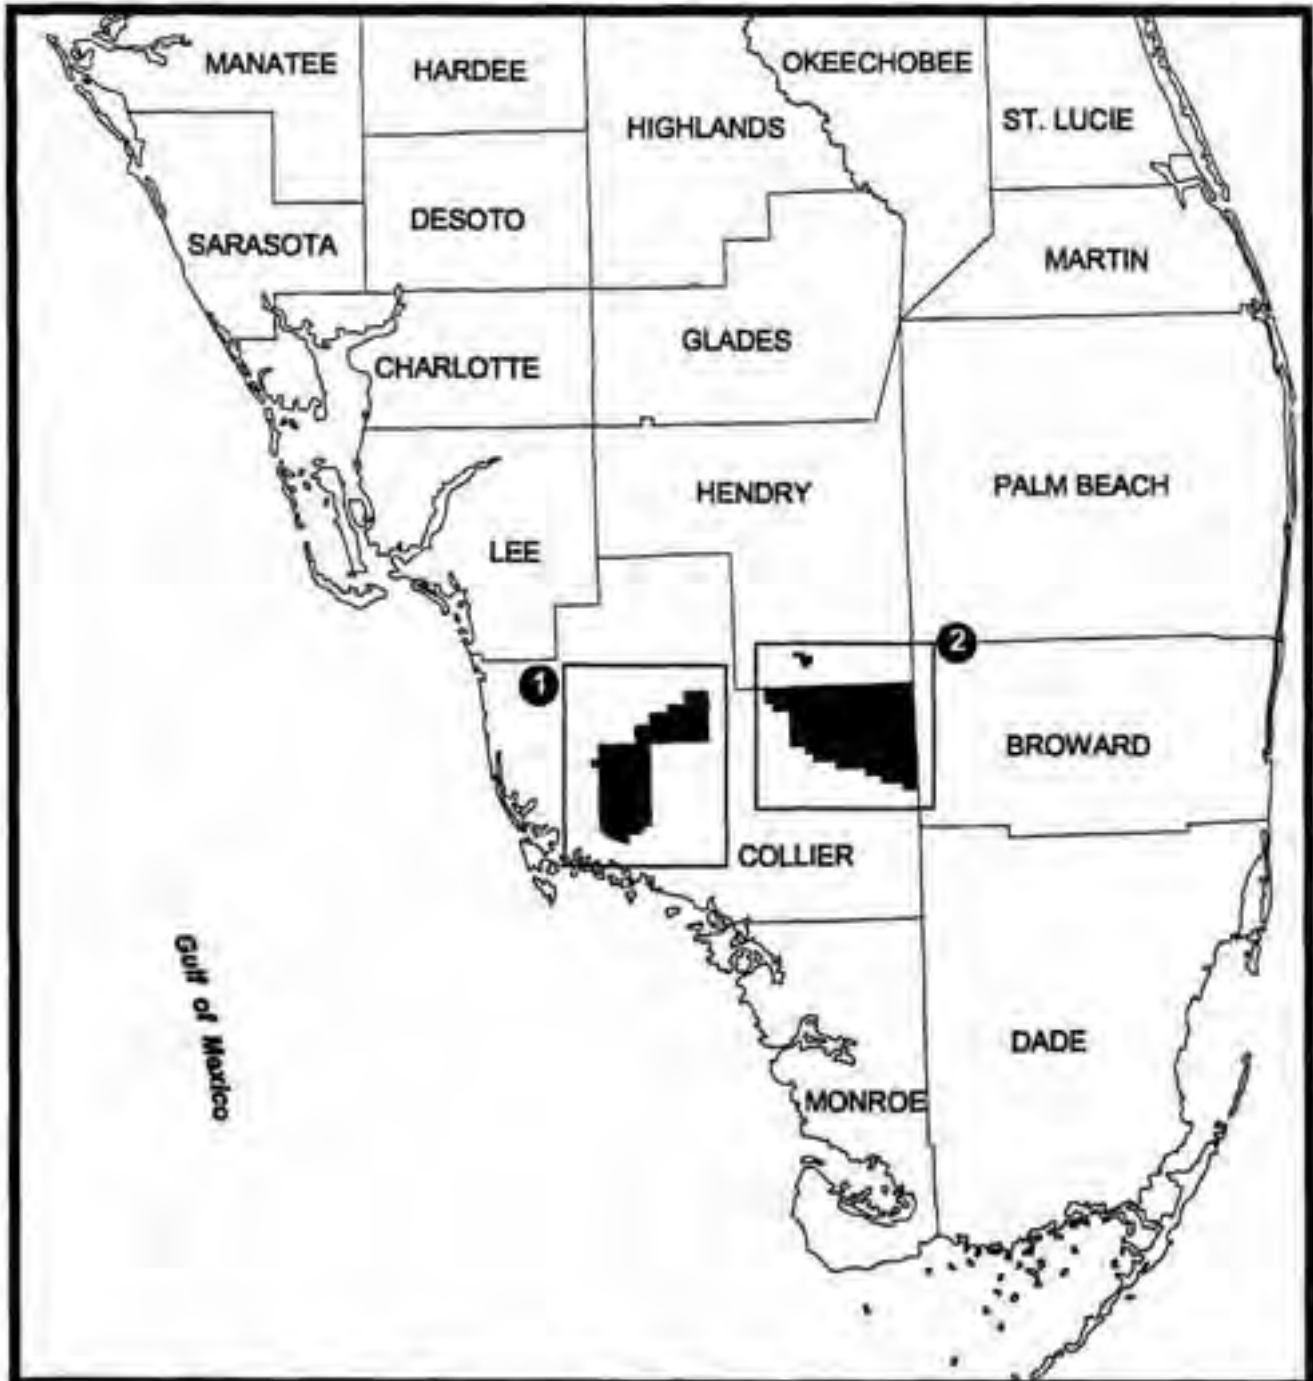 MANATEE
HARDEE
OKEECHOBEE
HIGHLANDS
ST. LUCIE
SARASOTA
DESOTO
MARTIN
CHARLOTTE
GLADES
HENDRY
PALM BEACH
LEE
1
2
BROWARD
COLLIER
Gulf of Mexico
DADE
MONROE